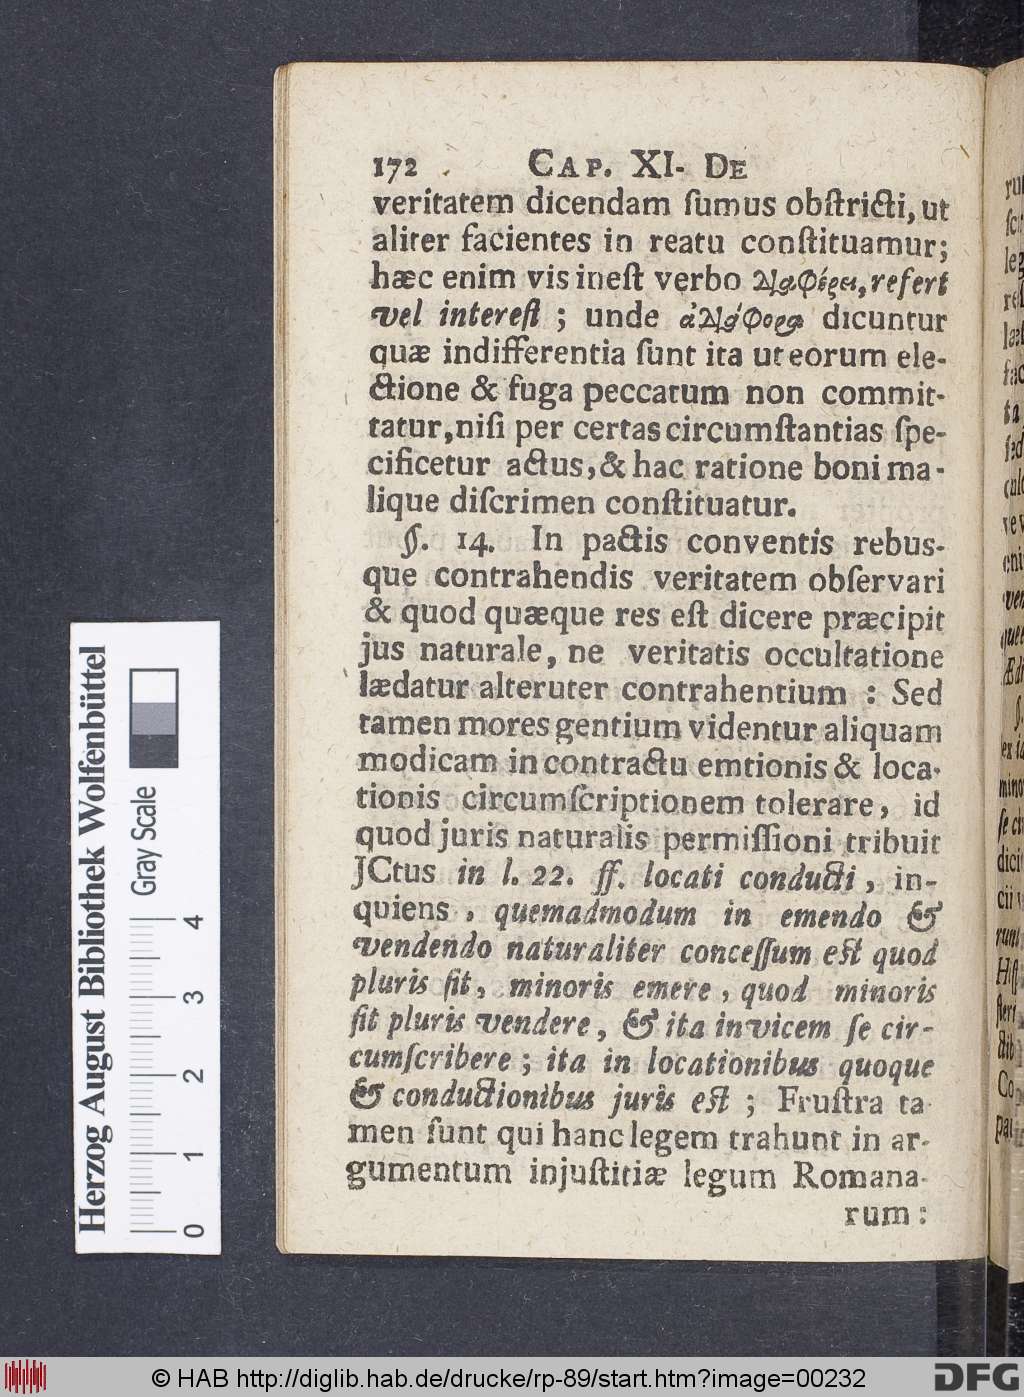 172 CAP. XI. DE
veritatem dicendam ſumus obſtricti, ut
aliter facientes in reatu conſtituamur;
hæc enim vis ineſt verbo διαφέρει, refert
vel intereſt ; unde ἀδιάφορα dicuntur
quæ indifferentia ſunt ita ut eorum ele-
ctione & fuga peccatum non commit-
tatur, niſi per certas circumſtantias ſpe-
cificetur actus, & hac ratione boni ma-
lique diſcrimen conſtituatur.
§. 14. In pactis conventis rebus-
que contrahendis veritatem obſervari
& quod quæque res eſt dicere præcipit
jus naturale, ne veritatis occultatione
lædatur alteruter contrahentium : Sed
tamen mores gentium videntur aliquam
modicam in contractu emtionis & loca-
tionis circumſcriptionem tolerare, id
quod juris naturalis permiſſioni tribuit
JCtus in l. 22. ff. locati conducti, in-
quiens, quemadmodum in emendo &
vendendo naturaliter conceſſum est quod
pluris ſit, minoris emere, quod minoris
ſit pluris vendere, & ita invicem ſe cir-
cumſcribere ; ita in locationibus quoque
& conductionibus juris est ; Fruſtra ta
men ſunt qui hanc legem trahunt in ar-
gumentum injuſtitiæ legum Romana-
rum :
Herzog August Bibliothek Wolfenbüttel
Gray Scale
0 1 2 3 4
© HAB http://diglib.hab.de/drucke/rp-89/start.htm?image=00232
DFG